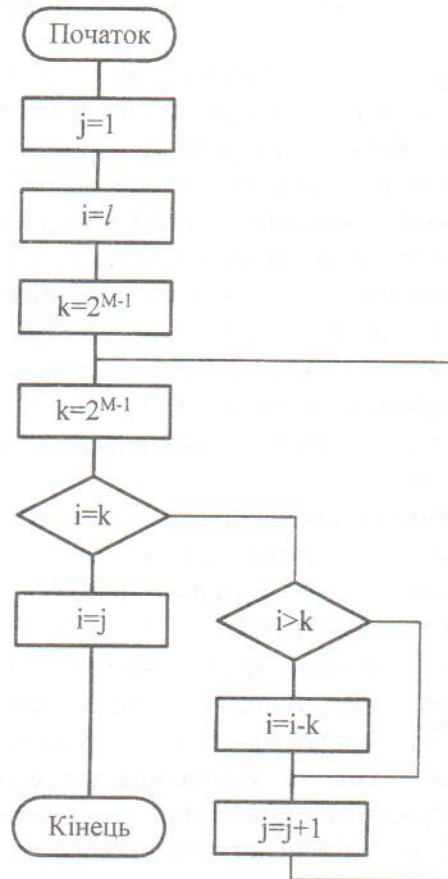 Початок
j=1
i=l
k=2^M-1
k=2^M-1
i=k
i=j
i>k
i=i-k
j=j+1
Кінець